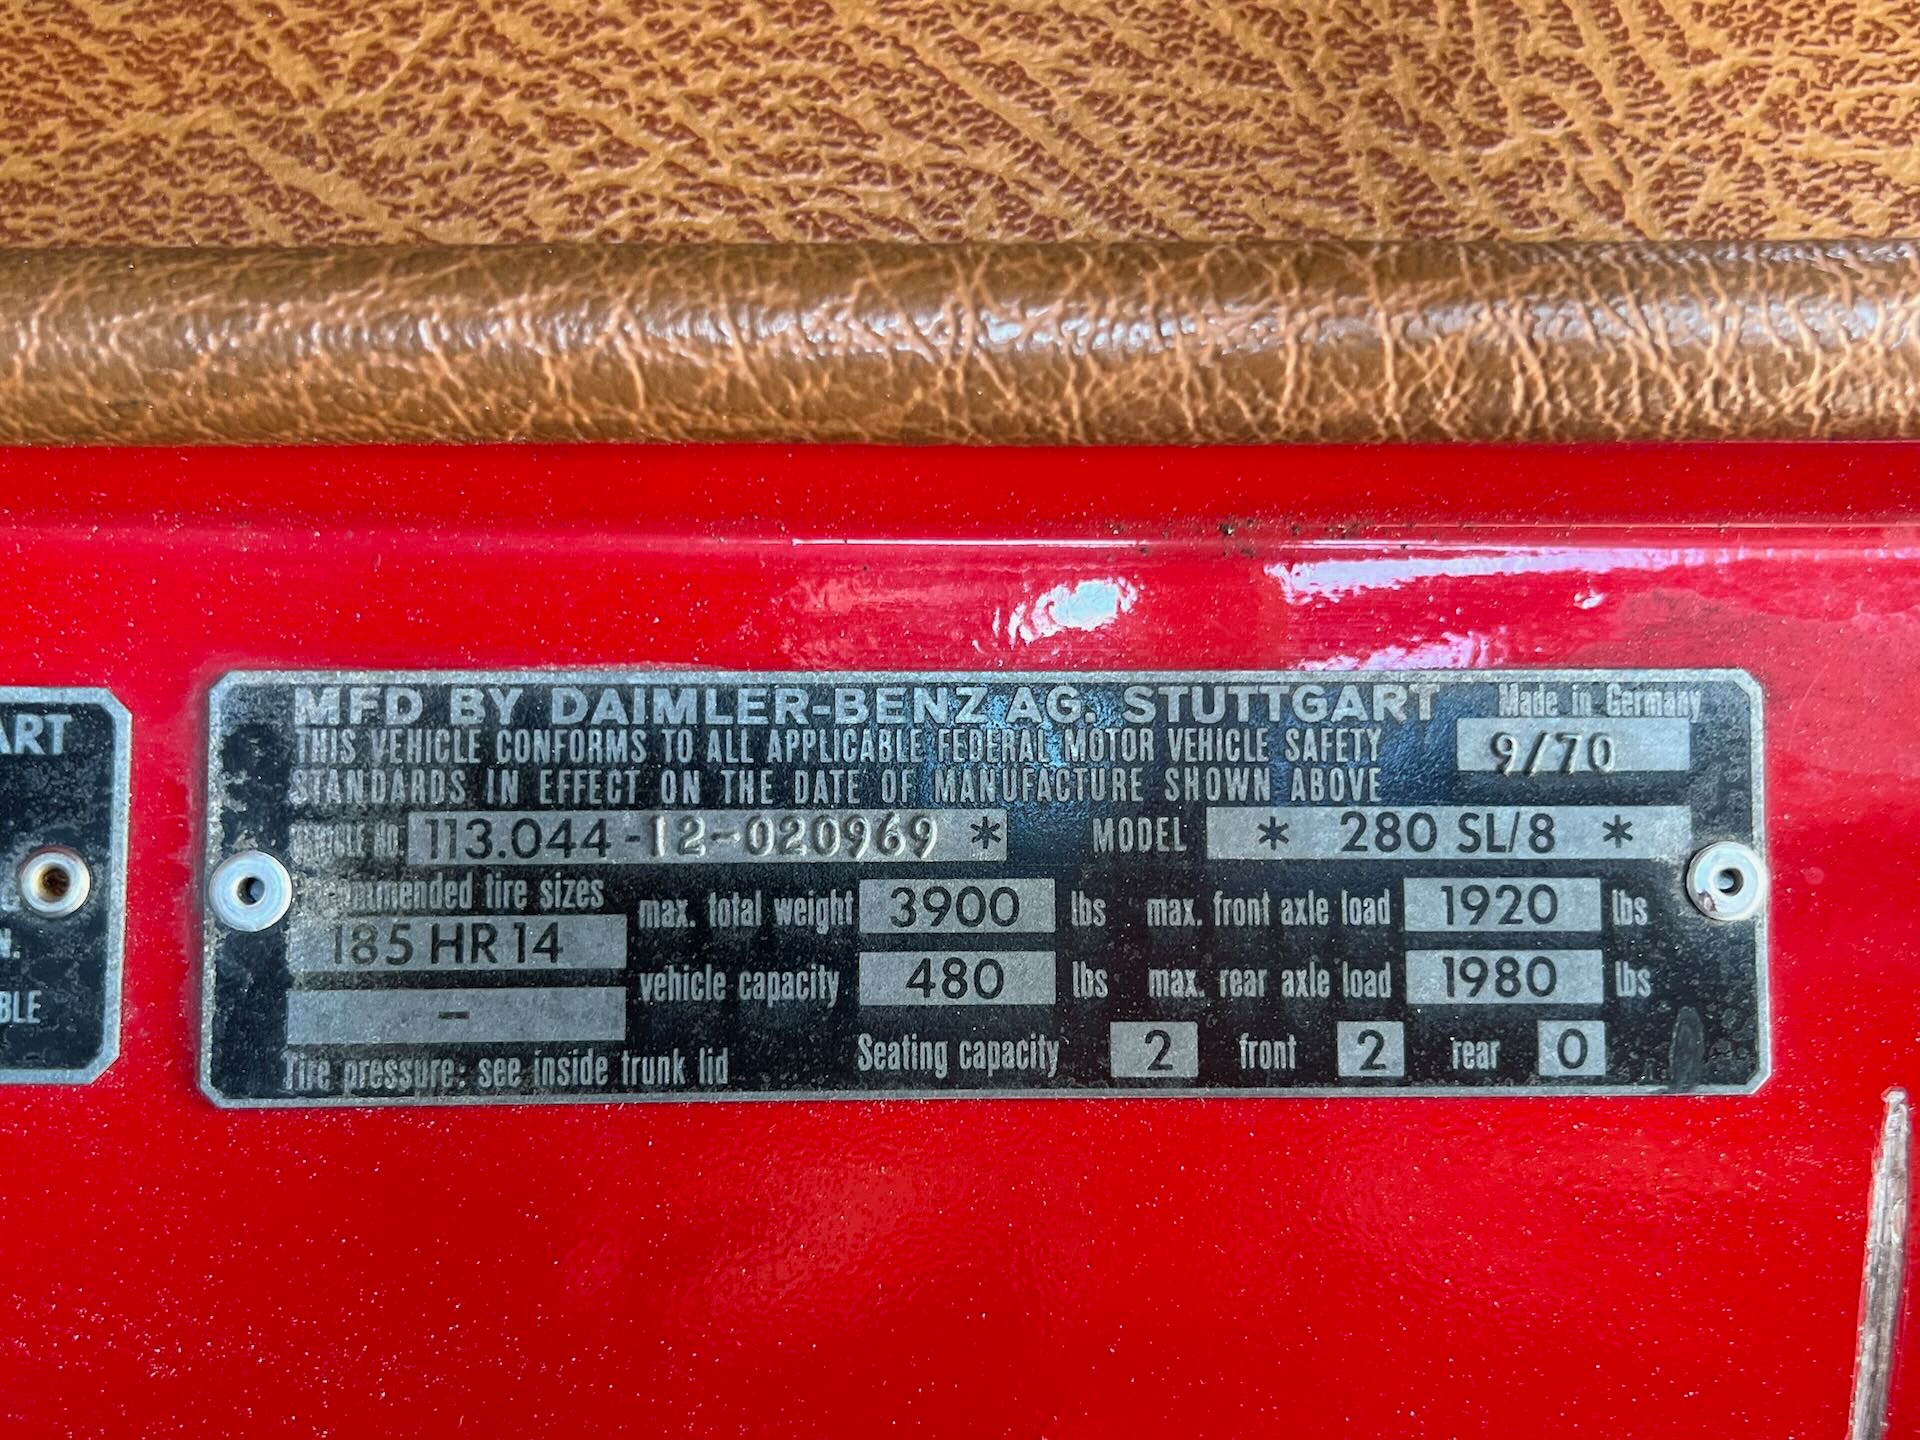 ART
N.
BLE
MFD BY DAIMLER-BENZ AG. STUTTGART Made in Germany
THIS VEHICLE CONFORMS TO ALL APPLICABLE FEDERAL MOTOR VEHICLE SAFETY 9/70
STANDARDS IN EFFECT ON THE DATE OF MANUFACTURE SHOWN ABOVE
VEHICLE NO. 113.044-12-020969 * MODEL * 280 SL/8 *
recommended tire sizes max. total weight 3900 lbs max. front axle load 1920 lbs
185 HR 14
vehicle capacity 480 lbs max. rear axle load 1980 lbs
-
Tire pressure: see inside trunk lid Seating capacity 2 front 2 rear 0